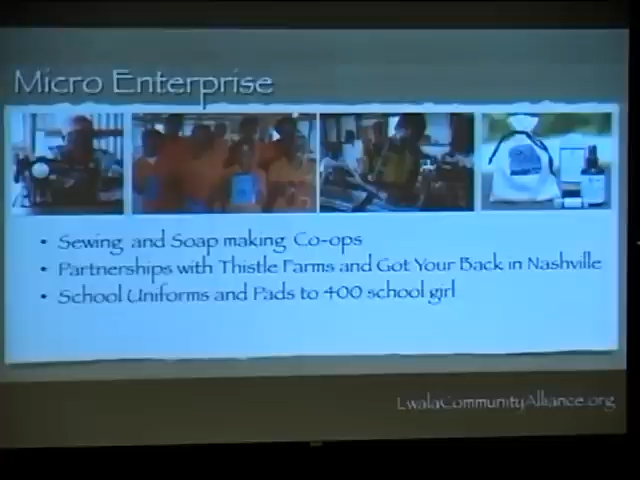 Micro Enterprise
• Sewing and Soap making Co-ops
• Partnerships with Thistle Farms and Got Your Back in Nashville
• School Uniforms and Pads to 400 school girl
LwalaCommunityAlliance.org